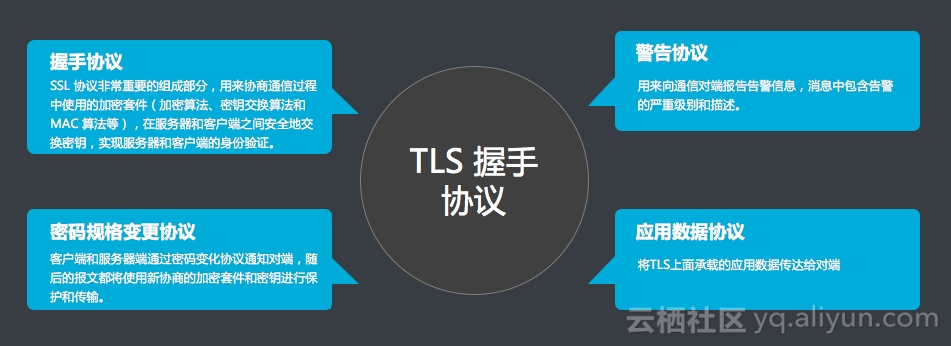 握手协议
SSL 协议非常重要的组成部分，用来协商通信过程
中使用的加密套件（加密算法、密钥交换算法和
MAC 算法等），在服务器和客户端之间安全地交
换密钥，实现服务器和客户端的身份验证。
警告协议
用来向通信对端报告告警信息，消息中包含告警
的严重级别和描述。
TLS 握手
协议
密码规格变更协议
客户端和服务器端通过密码变化协议通知对端，随
后的报文都将使用新协商的加密套件和密钥进行保
护和传输。
应用数据协议
将TLS上面承载的应用数据传达给对端
云栖社区 yq.aliyun.com